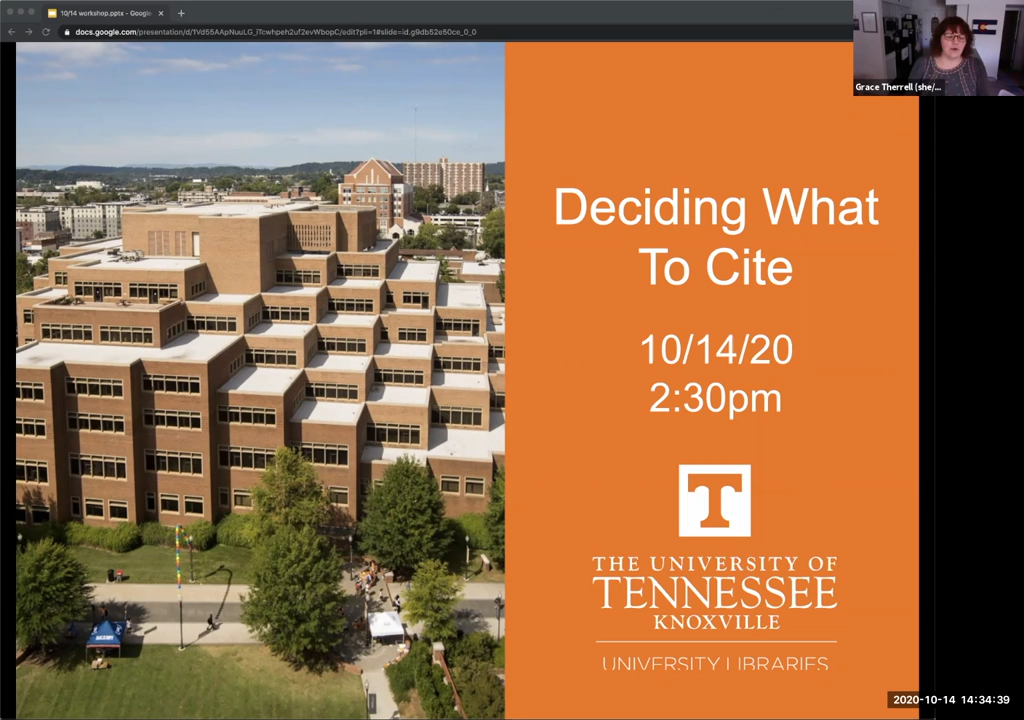 10/14 workshop.pptx - Google
docs.google.com/presentation/d/1Vd55AApNuuLG_iTcwhpeh2uf2evWbopC/edit?pli=1#slide=id.g9db52e50ce_0_0
Grace Therrell (she/...
Deciding What
To Cite
10/14/20
2:30pm
T
THE UNIVERSITY OF
TENNESSEE
KNOXVILLE
UNIVERSITY LIBRARIES
2020-10-14 14:34:39